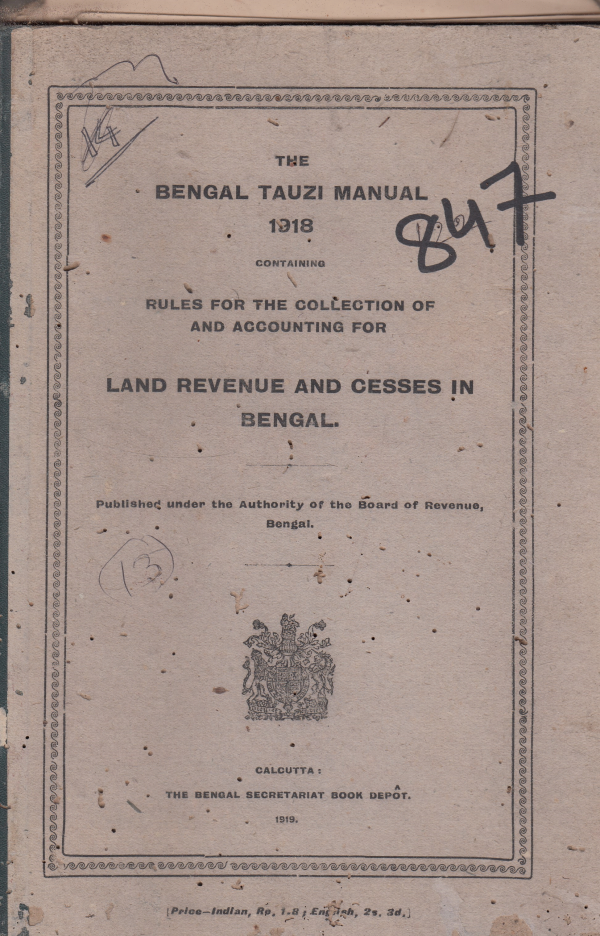 14
THE
BENGAL TAUZI MANUAL
1918
847
CONTAINING
RULES FOR THE COLLECTION OF
AND ACCOUNTING FOR
LAND REVENUE AND CESSES IN
BENGAL.
Published under the Authority of the Board of Revenue,
Bengal.
13
CALCUTTA:
THE BENGAL SECRETARIAT BOOK DEPÔT.
1919.
[Price—Indian, Rp. 1-8; English, 2s. 3d.]